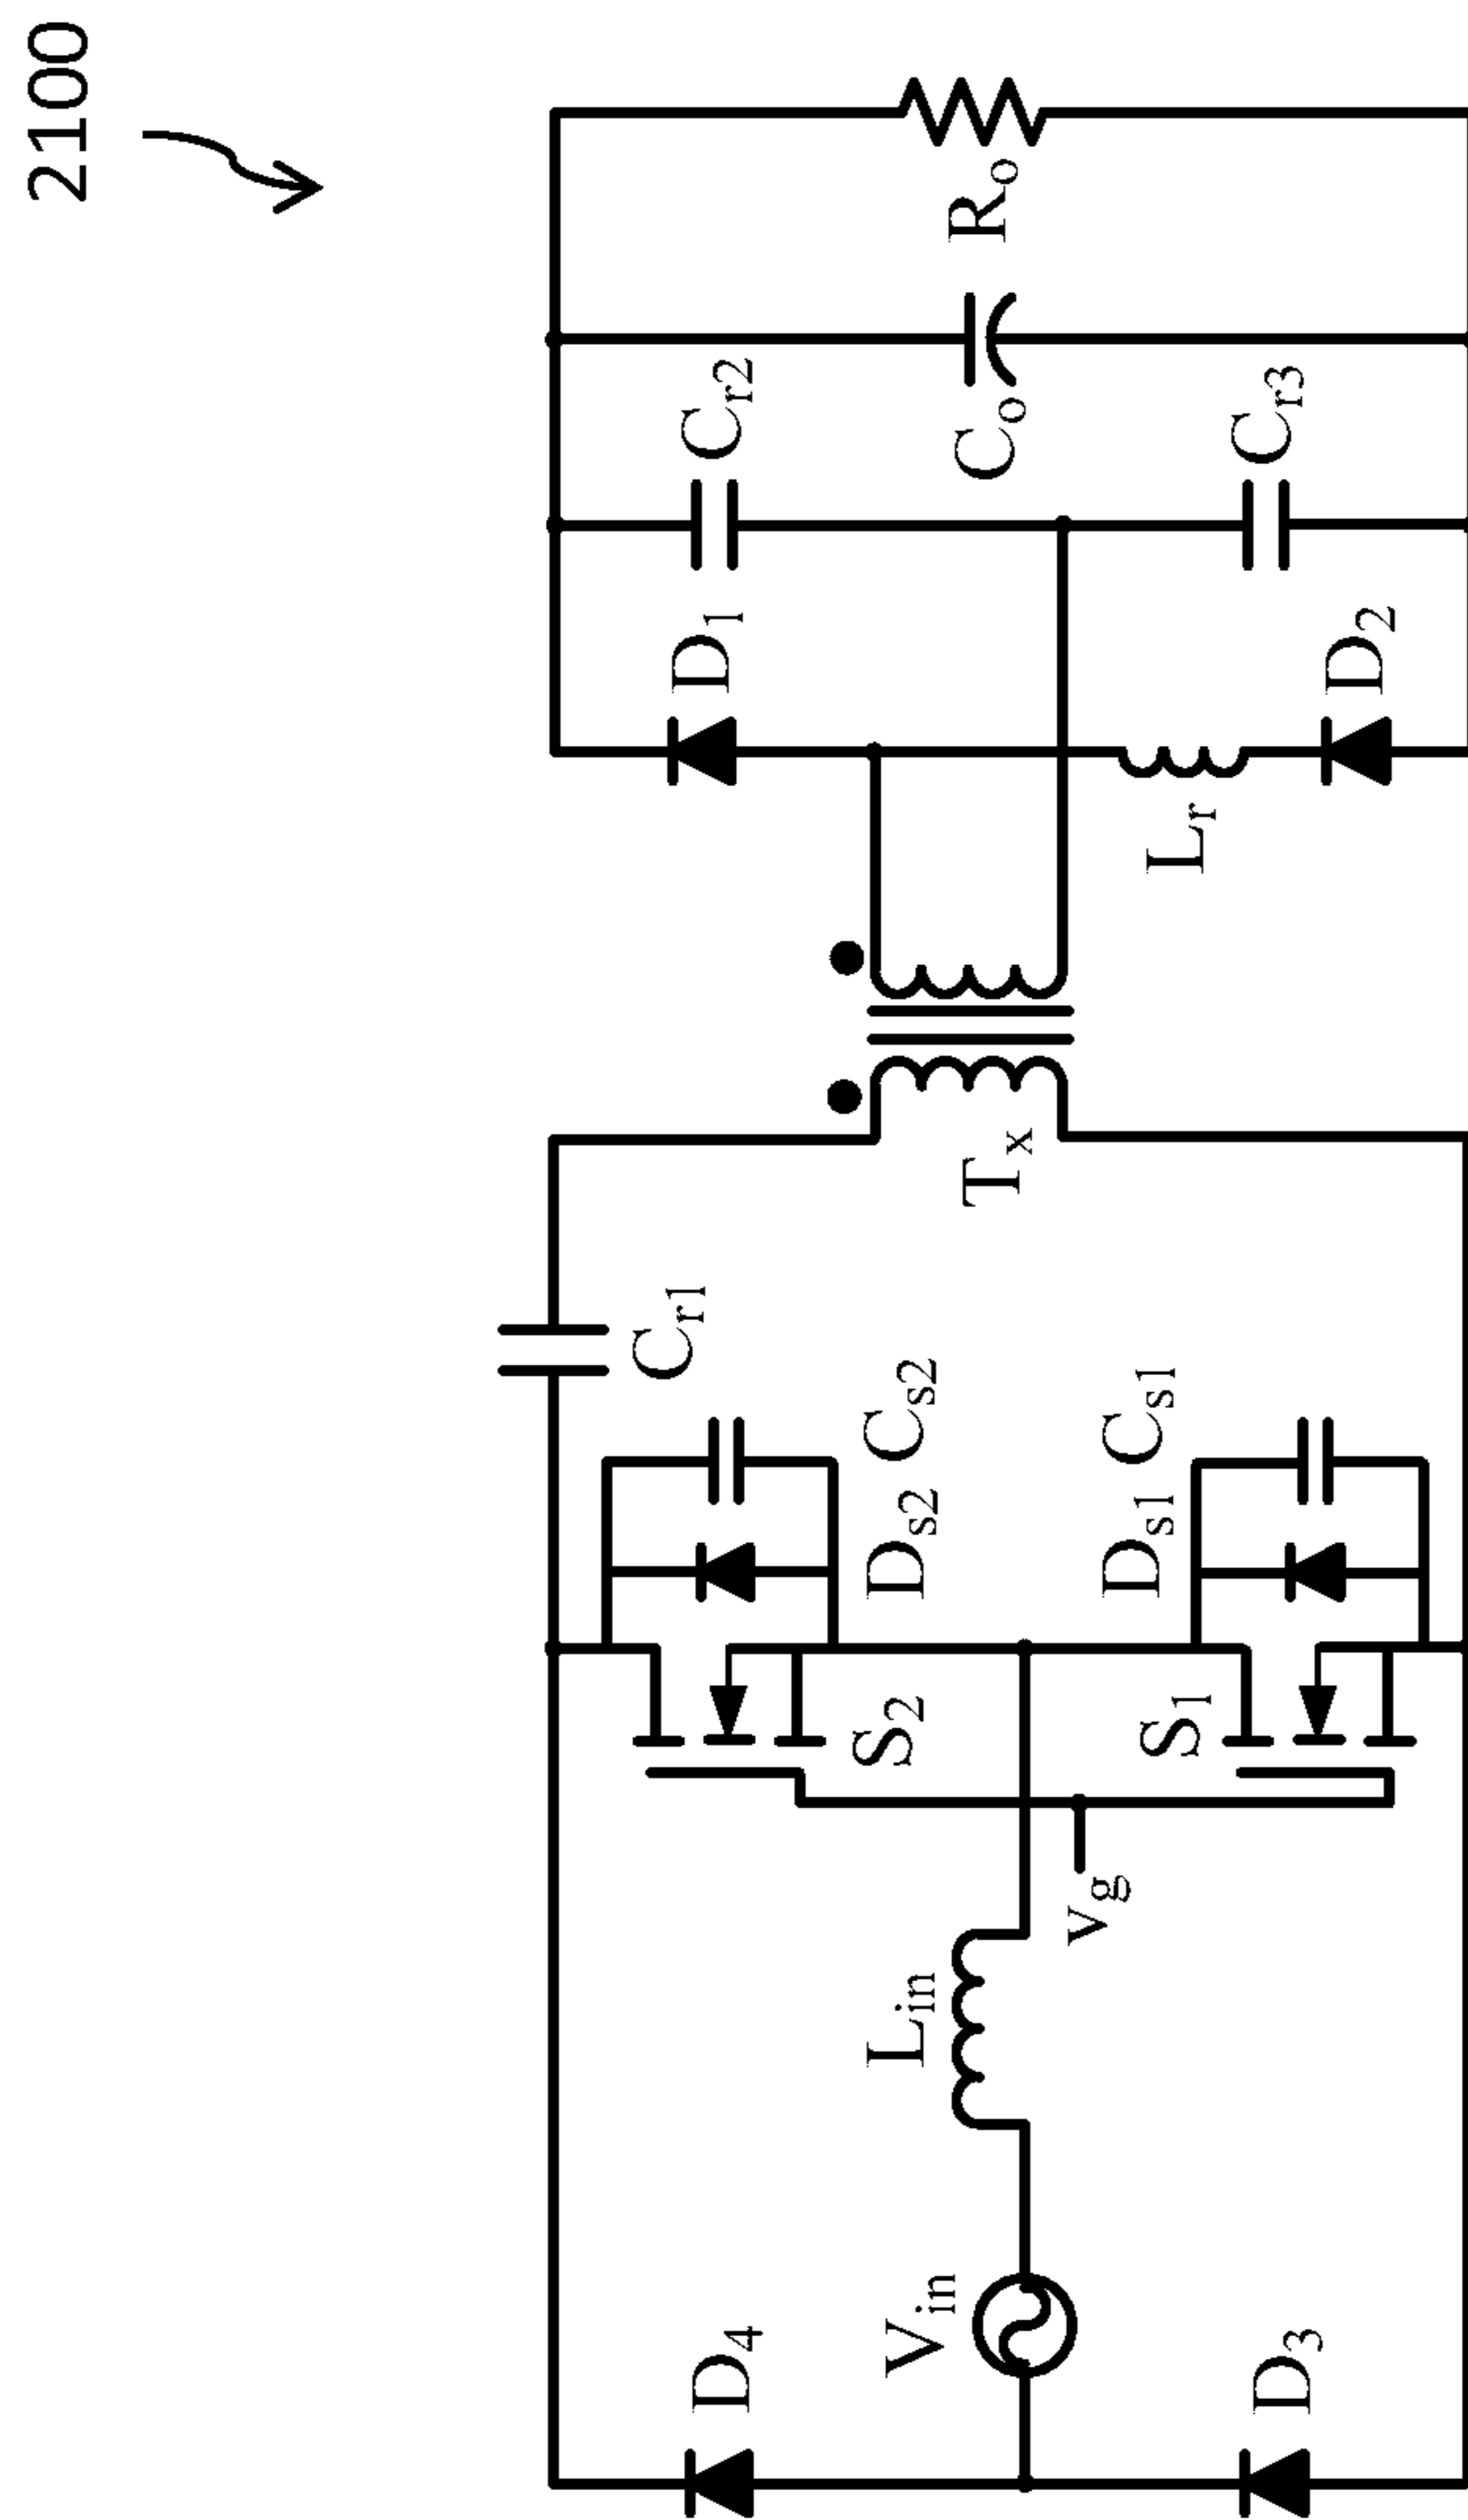 2100
D4
D3
Vin
Lin
vg
S2
S1
Ds2
Cs2
Ds1
Cs1
Cr1
Tx
Lr
D1
D2
Cr2
Cr3
Co
Ro